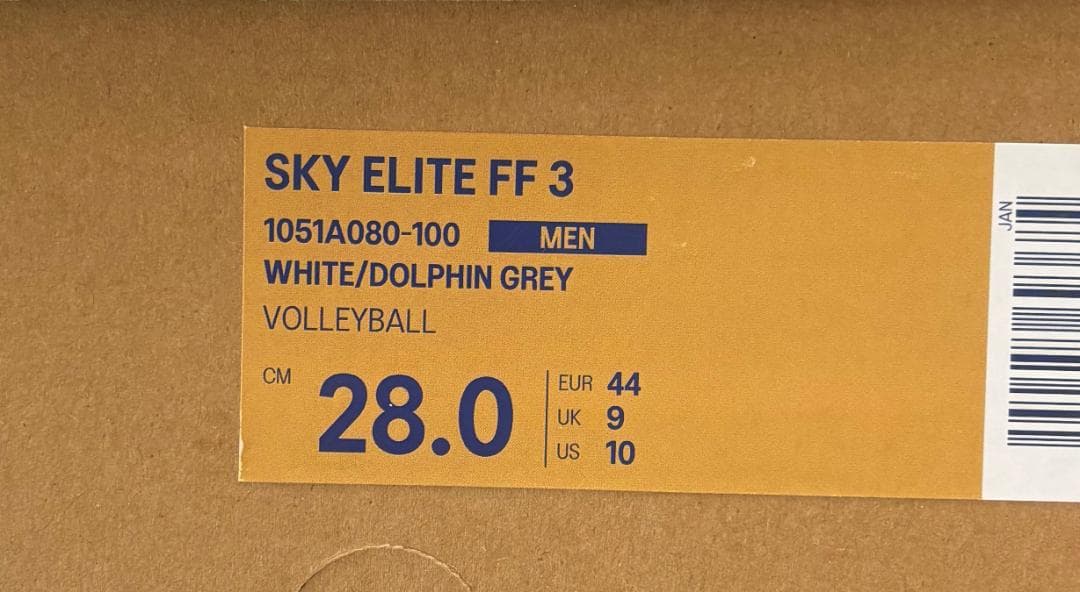 SKY ELITE FF 3
1051A080-100 MEN
WHITE/DOLPHIN GREY
VOLLEYBALL
CM 28.0
EUR 44
UK 9
US 10
JAN